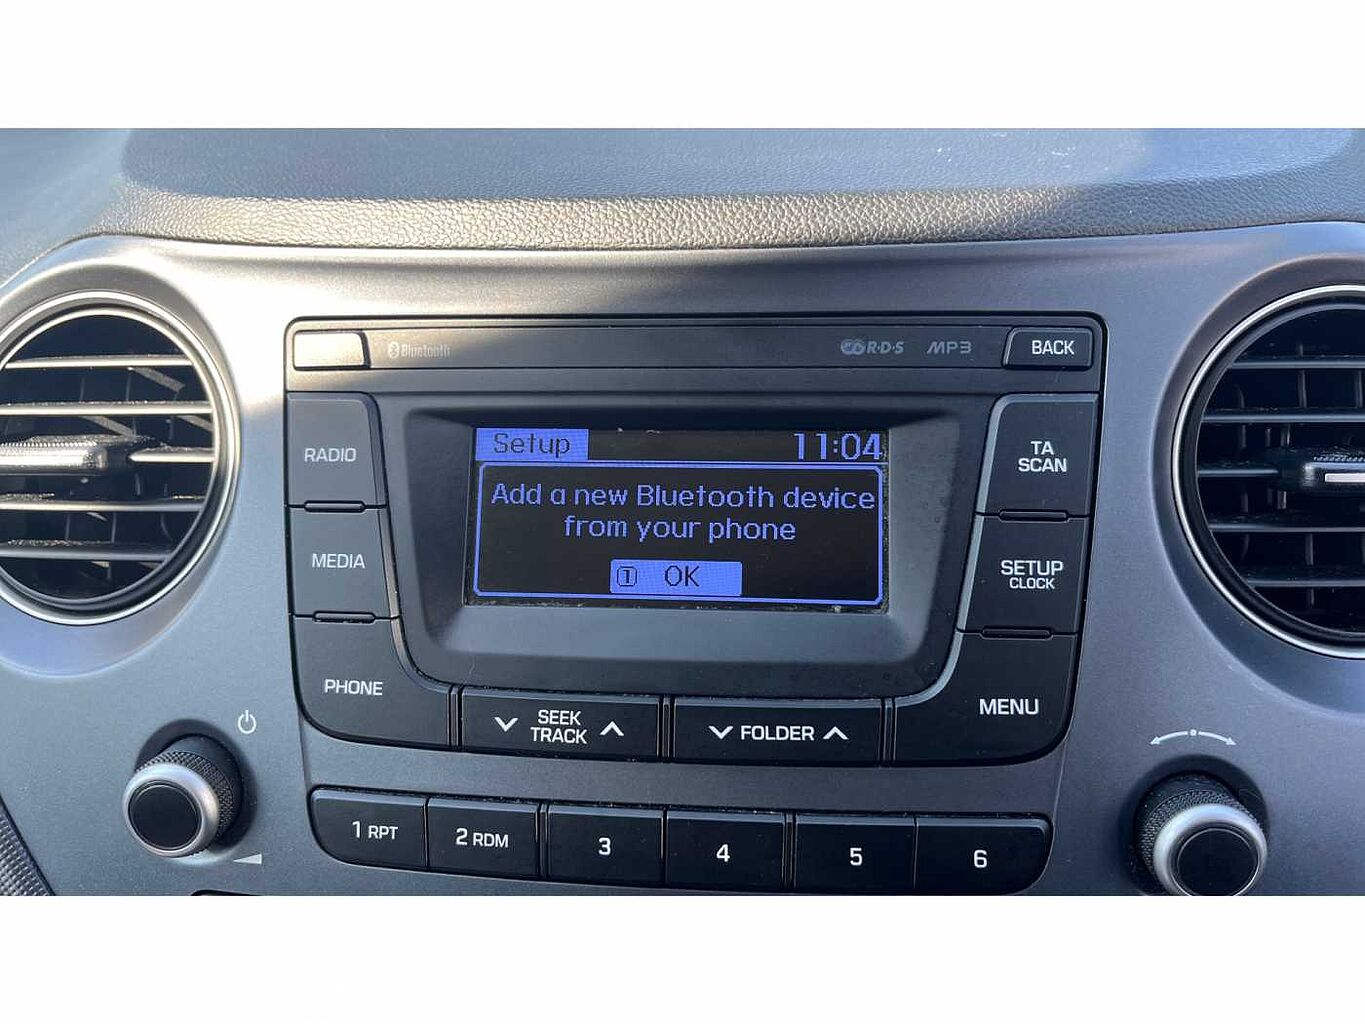 Bluetooth
R·D·S MP3
BACK
RADIO
MEDIA
PHONE
Setup 11:04
Add a new Bluetooth device
from your phone
1 OK
TA
SCAN
SETUP
CLOCK
MENU
SEEK
TRACK
FOLDER
1 RPT
2 RDM
3
4
5
6